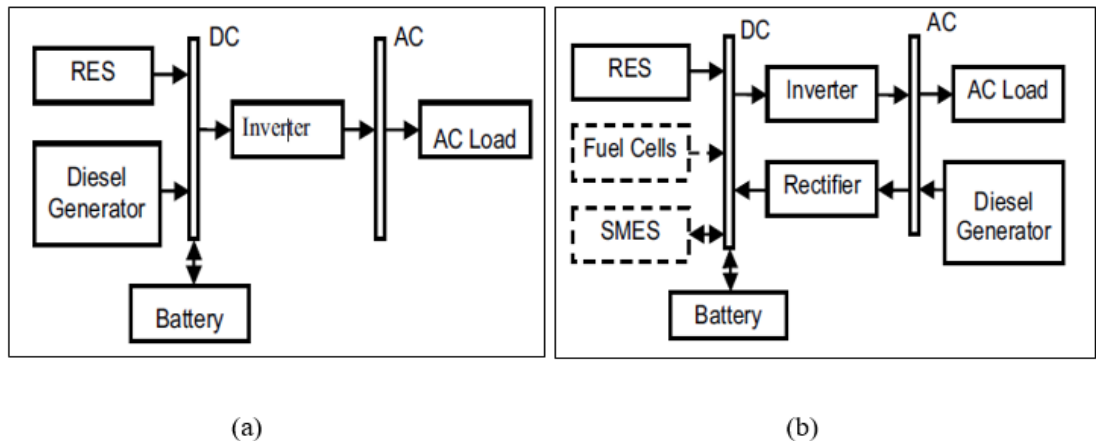 DC
AC
RES
Inverter
AC Load
Diesel
Generator
Battery
(a)
DC
AC
RES
Inverter
AC Load
Fuel Cells
Rectifier
SMES
Diesel
Generator
Battery
(b)